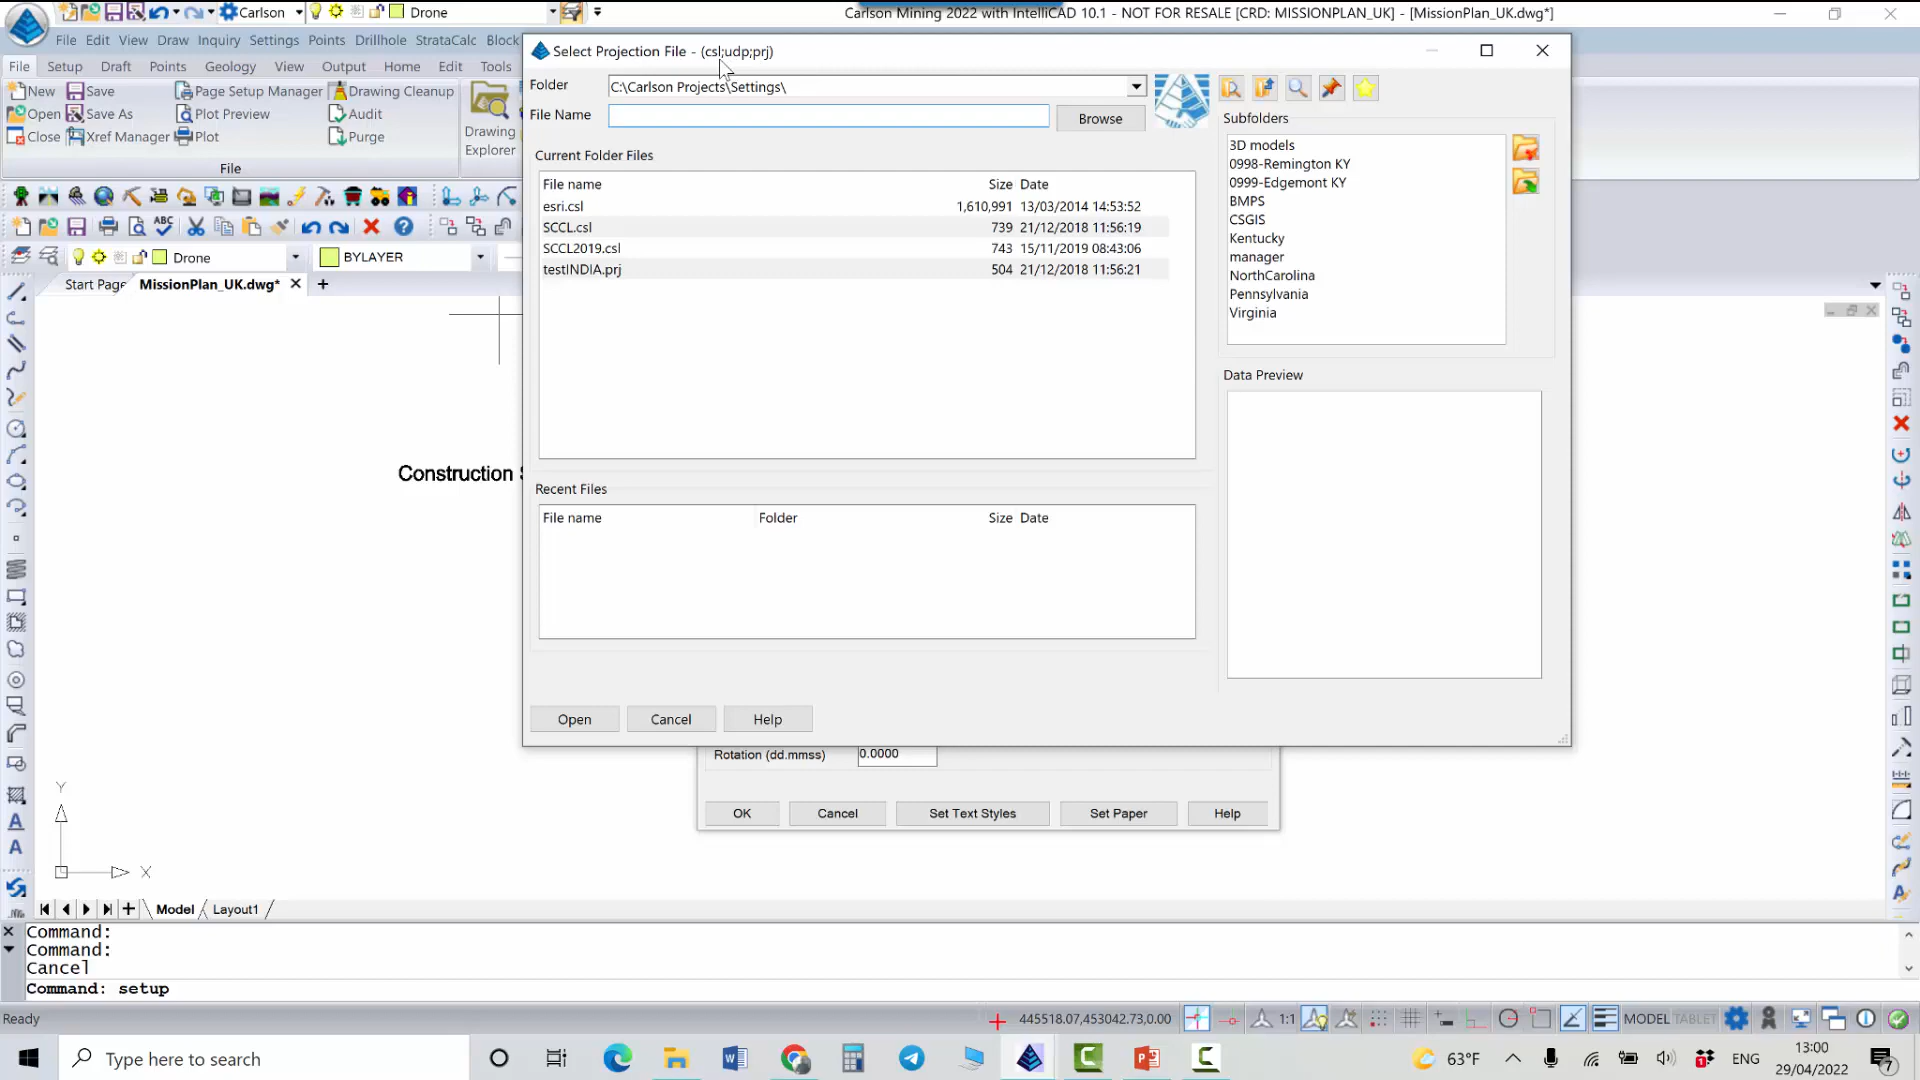 Carlson
Drone
Carlson Mining 2022 with IntelliCAD 10.1 - NOT FOR RESALE [CRD: MISSIONPLAN_UK] - [MissionPlan_UK.dwg*]
File Edit View Draw Inquiry Settings Points Drillhole StrataCalc Block
File Setup Draft Points Geology View Output Home Edit Tools
New Save Page Setup Manager Drawing Cleanup
Open Save As Plot Preview Audit
Close Xref Manager Plot Purge
Drawing
Explorer
File
Drone
BYLAYER
Start Page
MissionPlan_UK.dwg*
Select Projection File - (csl;udp;prj)
Folder
C:\Carlson Projects\Settings\
File Name
Browse
Current Folder Files
File name Size Date
esri.csl 1,610,991 13/03/2014 14:53:52
SCCL.csl 739 21/12/2018 11:56:19
SCCL2019.csl 743 15/11/2019 08:43:06
testINDIA.prj 504 21/12/2018 11:56:21
Recent Files
File name Folder Size Date
Open Cancel Help
Subfolders
3D models
0998-Remington KY
0999-Edgemont KY
BMPS
CSGIS
Kentucky
manager
NorthCarolina
Pennsylvania
Virginia
Data Preview
Construction
Rotation (dd.mmss) 0.0000
OK Cancel Set Text Styles Set Paper Help
Y
X
Model Layout1
Command:
Command:
Cancel
Command: setup
Ready
445518.07,453042.73,0.00
1:1
MODEL TABLET
Type here to search
63°F
ENG
13:00
29/04/2022
7